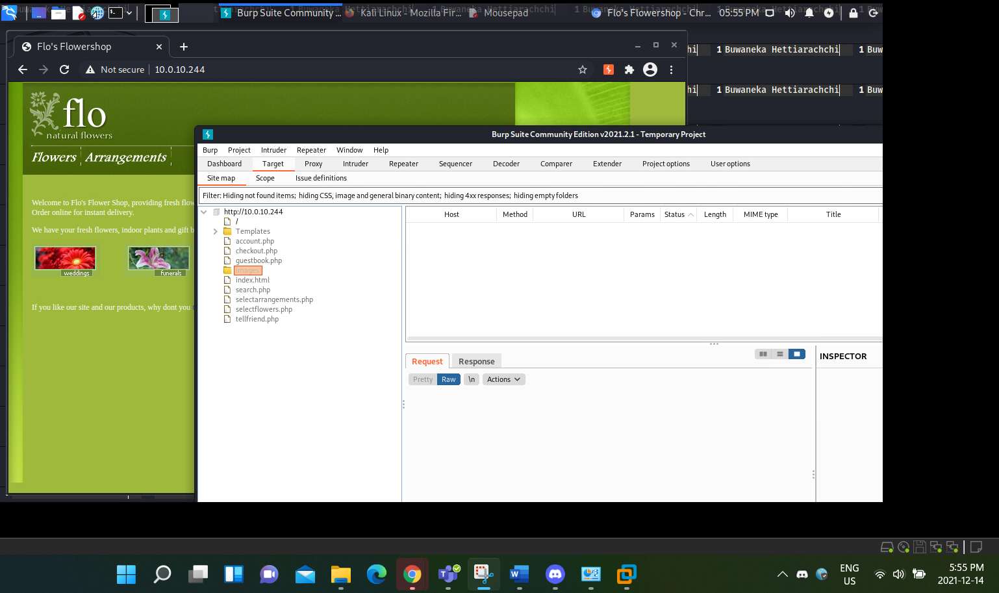 Burp Suite Community ... Kali Linux - Mozilla Fir... Mousepad Flo's Flowershop - Chr... 05:55 PM
Flo's Flowershop
Not secure 10.0.10.244
1 Buwaneka Hettiarachchi 1 Buw
1 Buwaneka Hettiarachchi 1 Buw
flo
natural flowers
Flowers Arrangements
Welcome to Flo's Flower Shop, providing fresh flow
Order online for instant delivery.
We have your fresh flowers, indoor plants and gift b
weddings funerals
If you like our site and our products, why dont you
Burp Suite Community Edition v2021.2.1 - Temporary Project
Burp Project Intruder Repeater Window Help
Dashboard Target Proxy Intruder Repeater Sequencer Decoder Comparer Extender Project options User options
Site map Scope Issue definitions
Filter: Hiding not found items; hiding CSS, image and general binary content; hiding 4xx responses; hiding empty folders
http://10.0.10.244
/
Templates
account.php
checkout.php
guestbook.php
images
index.html
search.php
selectarrangements.php
selectflowers.php
tellfriend.php
Host Method URL Params Status Length MIME type Title
Request Response
Pretty Raw \n Actions
INSPECTOR
ENG
US
5:55 PM
2021-12-14